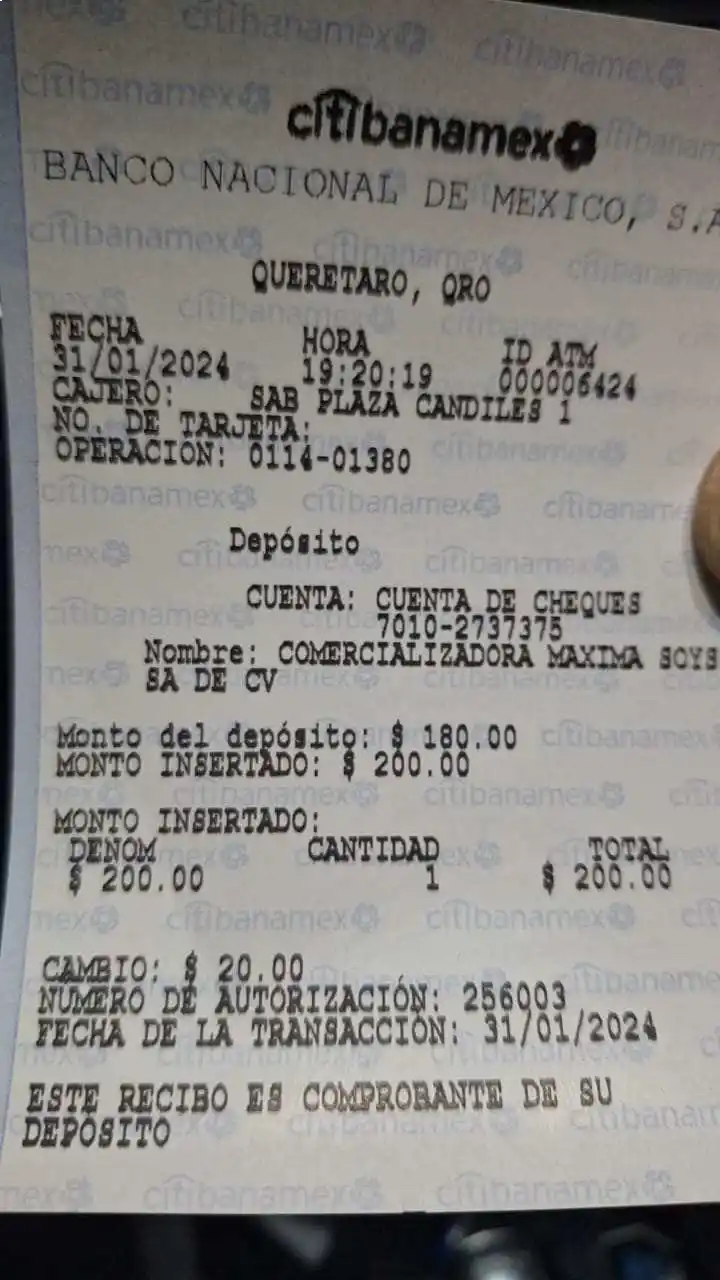 citibanamex
BANCO NACIONAL DE MEXICO, S.A
QUERETARO, QRO
FECHA HORA ID ATM
31/01/2024 19:20:19 000006424
CAJERO: SAB PLAZA CANDILES 1
NO. DE TARJETA:
OPERACION: 0114-01380
Depósito
CUENTA: CUENTA DE CHEQUES
7010-2737375
Nombre: COMERCIALIZADORA MAXIMA SOYS
SA DE CV
Monto del depósito: $ 180.00
MONTO INSERTADO: $ 200.00
MONTO INSERTADO:
DENOM CANTIDAD TOTAL
$ 200.00 1 $ 200.00
CAMBIO: $ 20.00
NUMERO DE AUTORIZACIÓN: 256003
FECHA DE LA TRANSACCIÓN: 31/01/2024
ESTE RECIBO ES COMPROBANTE DE SU
DEPÓSITO